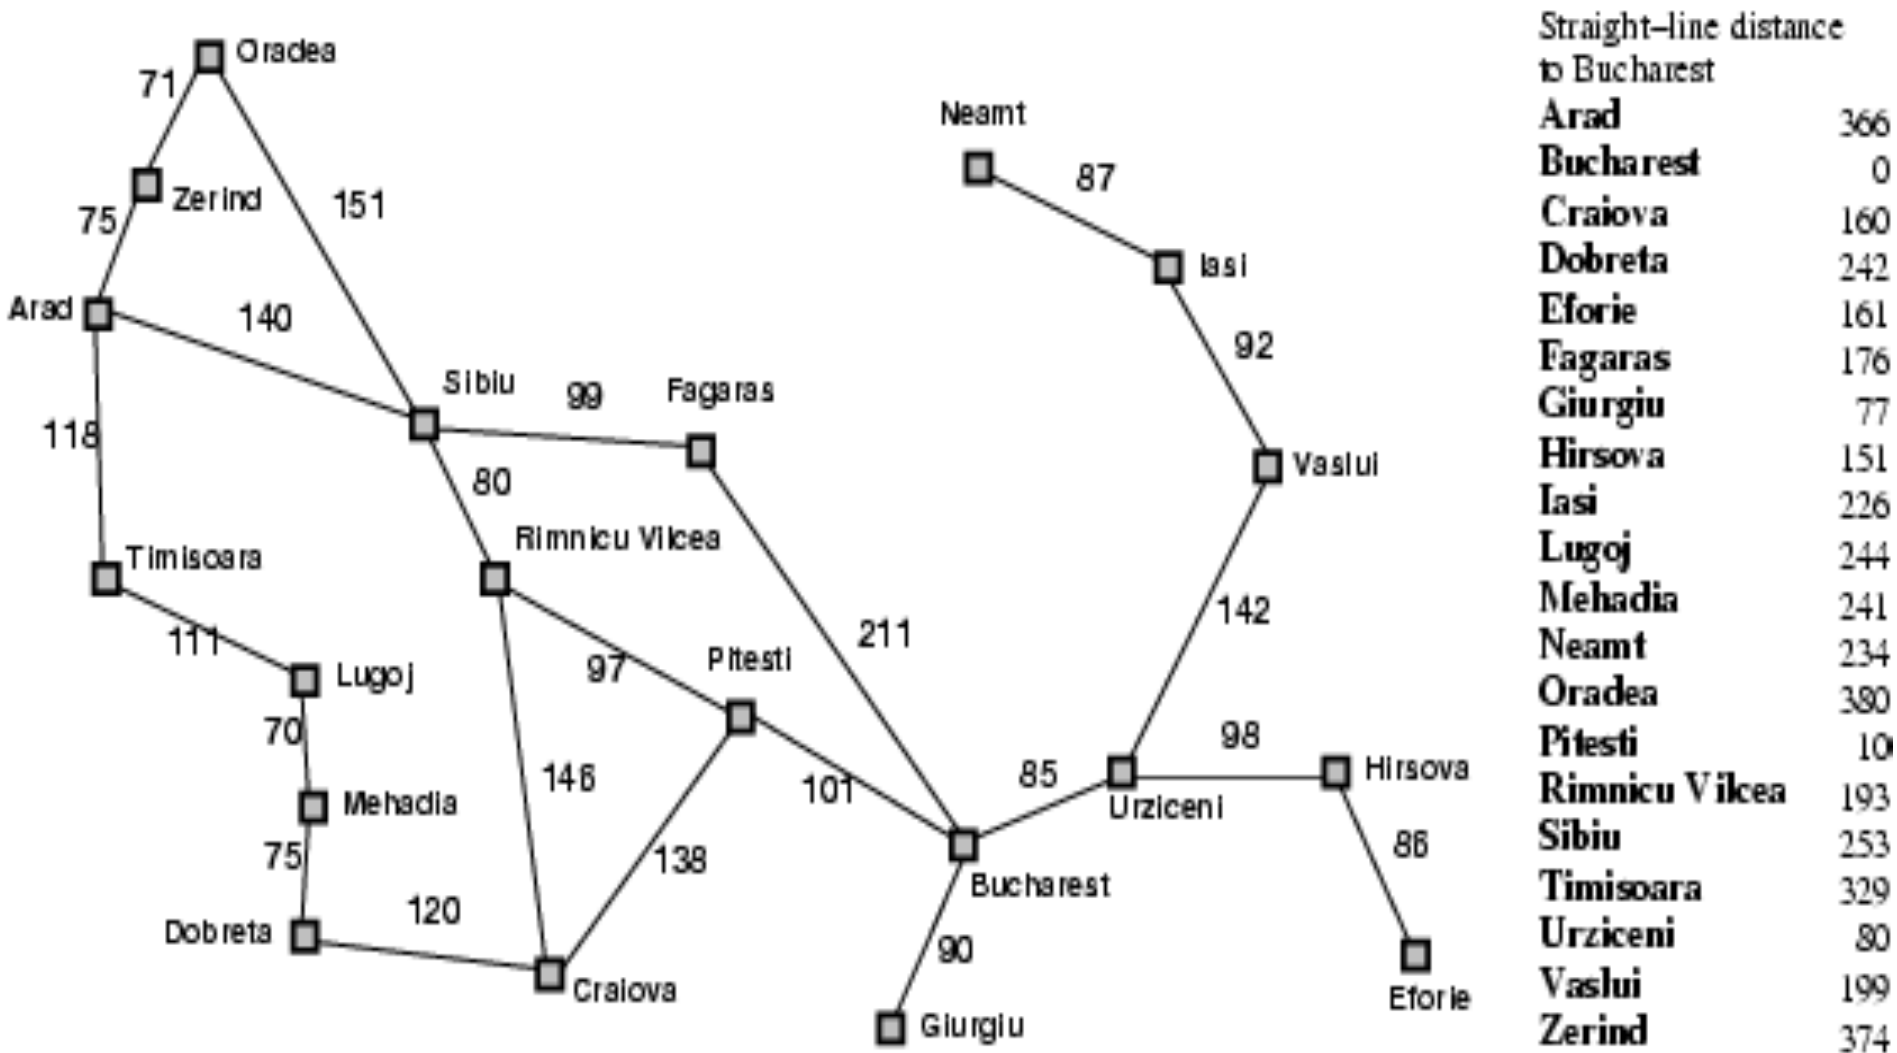 Oradea
71
Neamt
87
Zerind
151
75
Iasi
Arad
140
92
Sibiu
99
Fagaras
118
80
Vaslui
Rimnicu Vilcea
Timisoara
142
111
211
97
Pitesti
Lugoj
70
98
146
85
Hirsova
Mehadia
101
Urziceni
75
138
86
Bucharest
120
Dobreta
90
Craiova
Eforie
Giurgiu
Straight–line distance
to Bucharest
Arad 366
Bucharest 0
Craiova 160
Dobreta 242
Eforie 161
Fagaras 176
Giurgiu 77
Hirsova 151
Iasi 226
Lugoj 244
Mehadia 241
Neamt 234
Oradea 380
Pitesti
Rimnicu Vilcea 193
Sibiu 253
Timisoara 329
Urziceni 80
Vaslui 199
Zerind 374